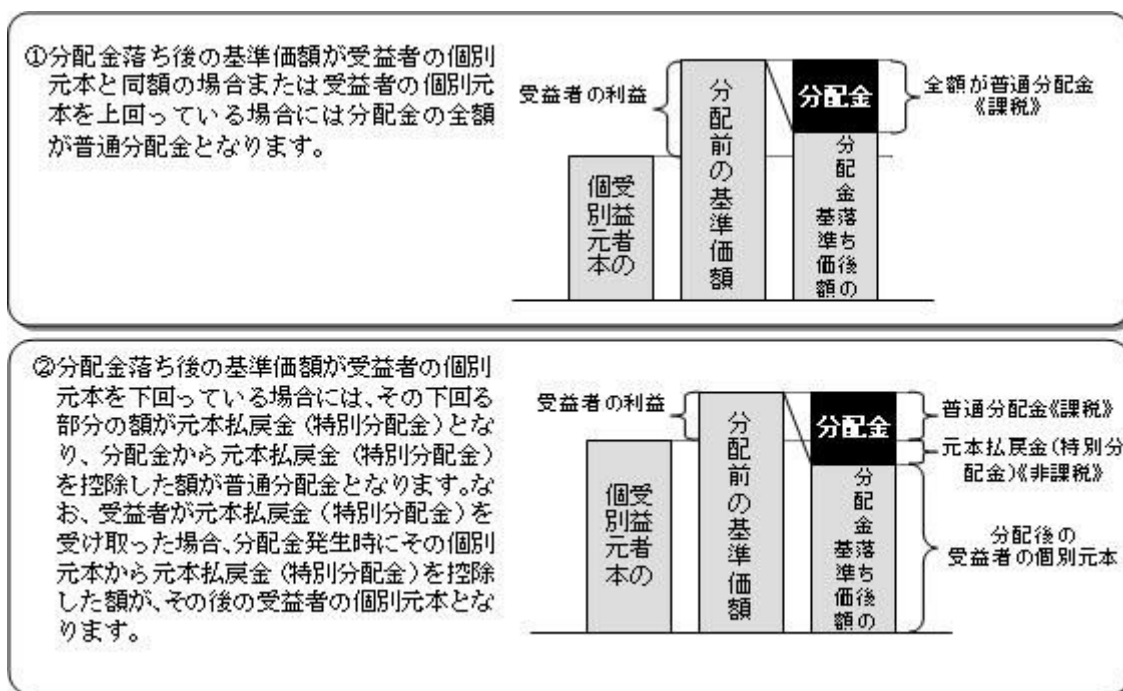 ①分配金落ち後の基準価額が受益者の個別
元本と同額の場合または受益者の個別元
本を上回っている場合には分配金の全額
が普通分配金となります。
受益者の利益
受益者の
個別元本
分配前の基準価額
分配金
分配金落ち後の
基準価額
全額が普通分配金
《課税》
②分配金落ち後の基準価額が受益者の個別
元本を下回っている場合には、その下回る
部分の額が元本払戻金（特別分配金）とな
り、分配金から元本払戻金（特別分配金）
を控除した額が普通分配金となります。な
お、受益者が元本払戻金（特別分配金）を
受け取った場合、分配金発生時にその個別
元本から元本払戻金（特別分配金）を控除
した額が、その後の受益者の個別元本とな
ります。
受益者の利益
受益者の
個別元本
分配前の基準価額
分配金
分配金落ち後の
基準価額
普通分配金《課税》
元本払戻金（特別分
配金）《非課税》
分配後の
受益者の個別元本